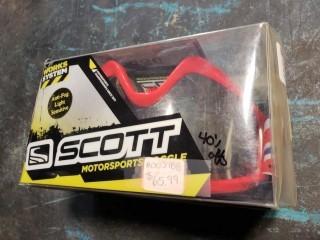 WORKS
SYSTEM
Anti-Fog
Light
Sensitive
SCOTT
MOTORSPORTS GOGGLE
$65.99
40%
off